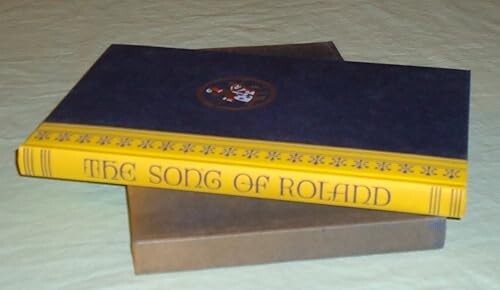 THE SONG OF ROLAND